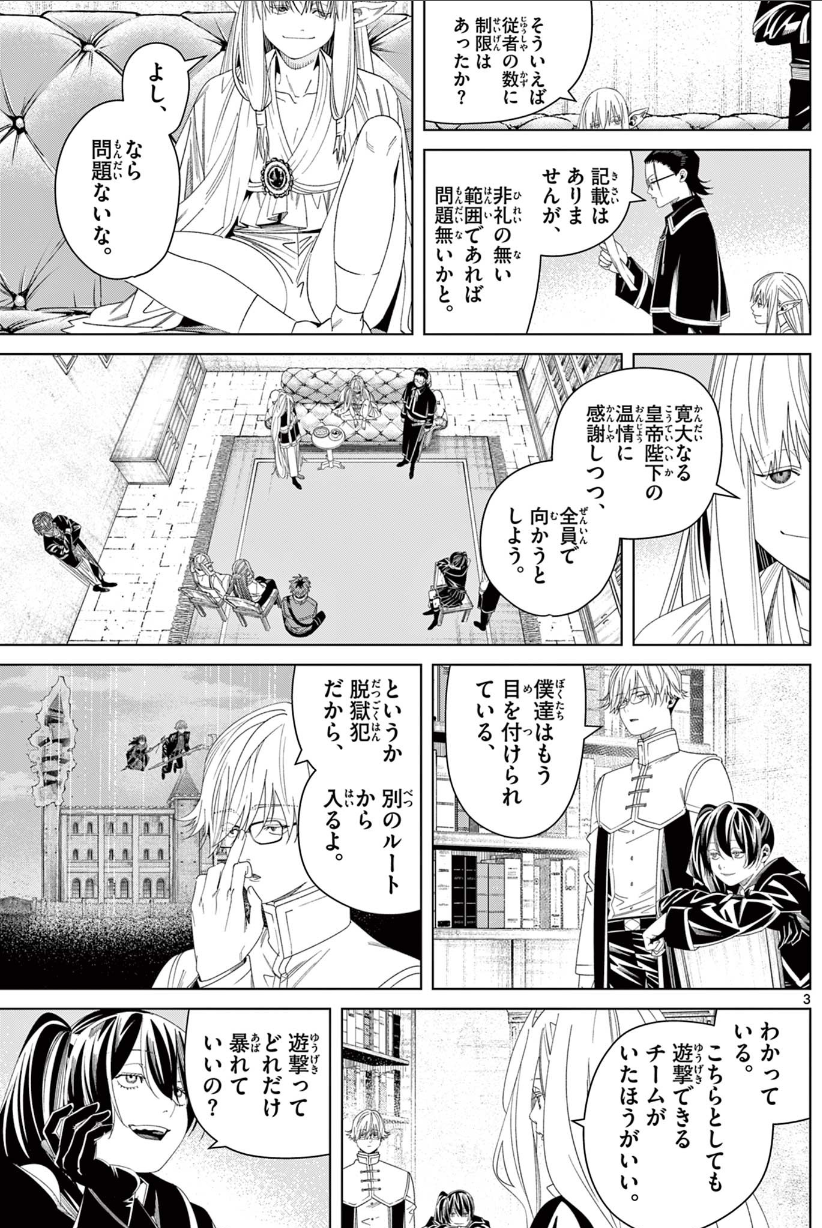 そういえば
従者の数に
制限は
あったか?
記載は
ありま
せんが、
非礼の無い
範囲であれば
問題無いかと。
よし、
なら
問題ないな。
寛大なる
皇帝陛下の
温情に
感謝しつつ、
全員で
向かうと
しよう。
僕達はもう
目を付けられ
ている、
というか
脱獄犯
だから、
別のルート
から
入るよ。
3
わかって
いる。
こちらとしても
遊撃できる
チームが
いたほうがいい。
遊撃って
どれだけ
暴れて
いいの?